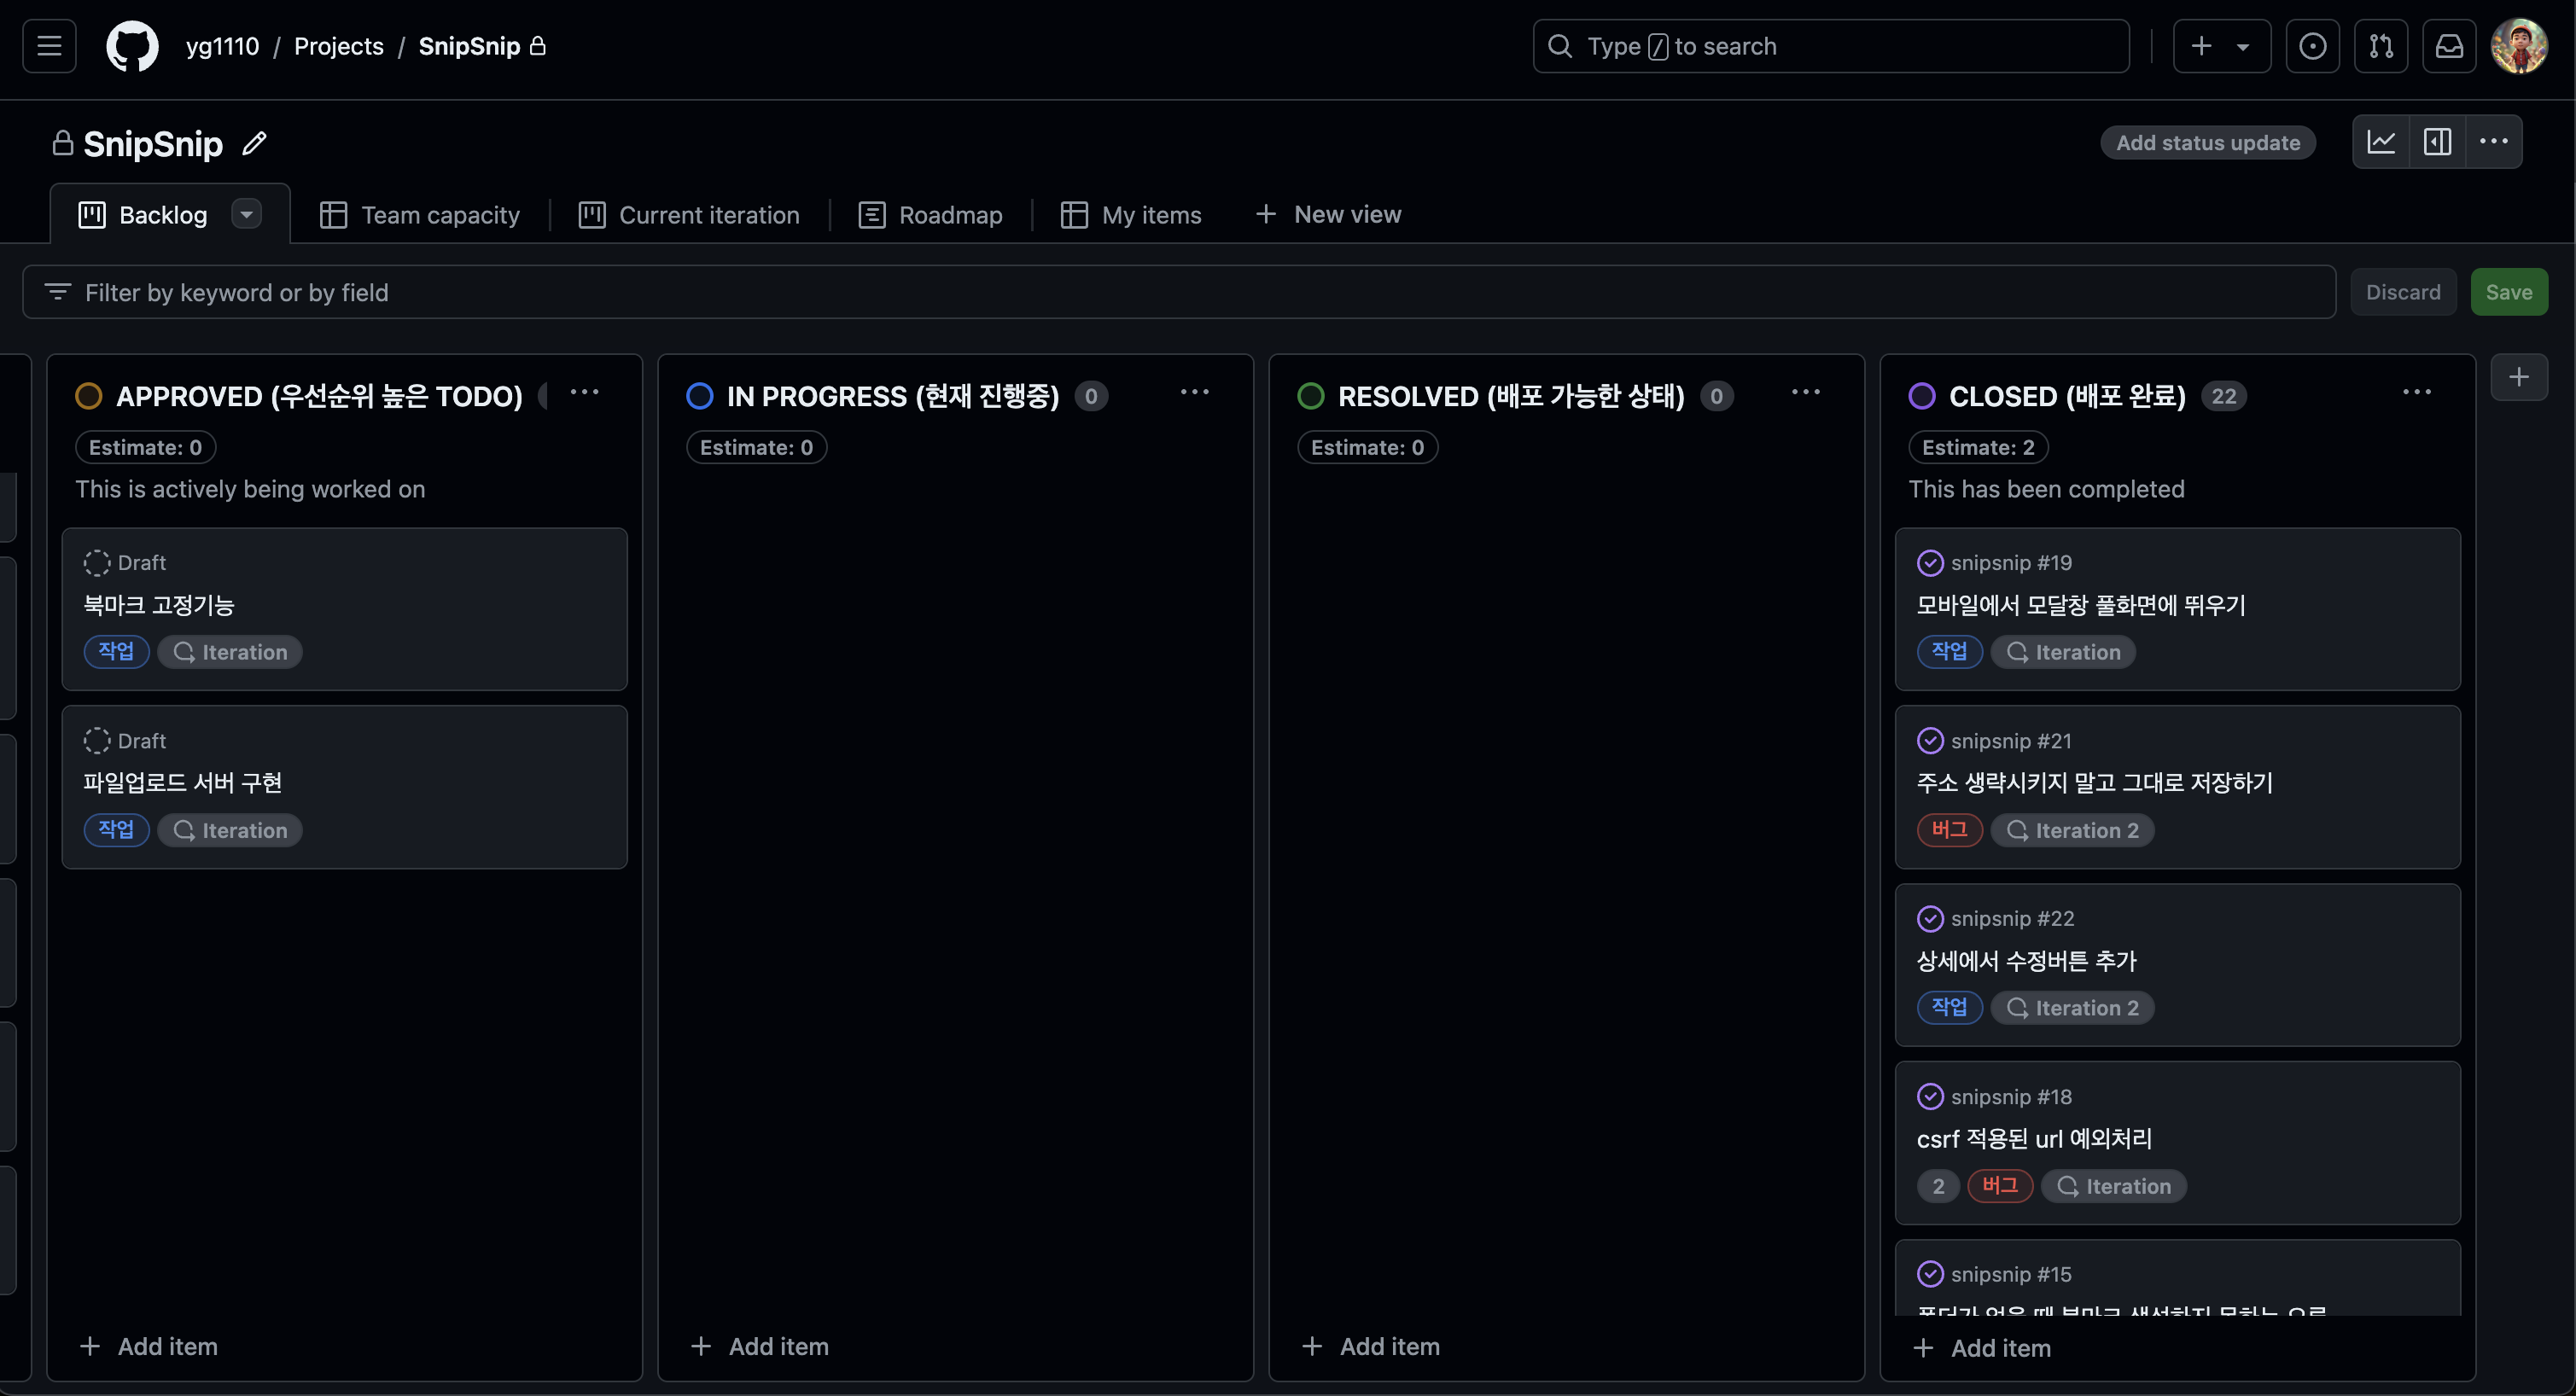 yg1110 / Projects / SnipSnip
Type / to search
SnipSnip
Add status update
Backlog
Team capacity
Current iteration
Roadmap
My items
New view
Filter by keyword or by field
Discard
Save
APPROVED (우선순위 높은 TODO)
Estimate: 0
This is actively being worked on
Draft
북마크 고정기능
작업
Iteration
Draft
파일업로드 서버 구현
작업
Iteration
Add item
IN PROGRESS (현재 진행중) 0
Estimate: 0
Add item
RESOLVED (배포 가능한 상태) 0
Estimate: 0
Add item
CLOSED (배포 완료) 22
Estimate: 2
This has been completed
snipsnip #19
모바일에서 모달창 풀화면에 뛰우기
작업
Iteration
snipsnip #21
주소 생략시키지 말고 그대로 저장하기
버그
Iteration 2
snipsnip #22
상세에서 수정버튼 추가
작업
Iteration 2
snipsnip #18
csrf 적용된 url 예외처리
2
버그
Iteration
snipsnip #15
Add item